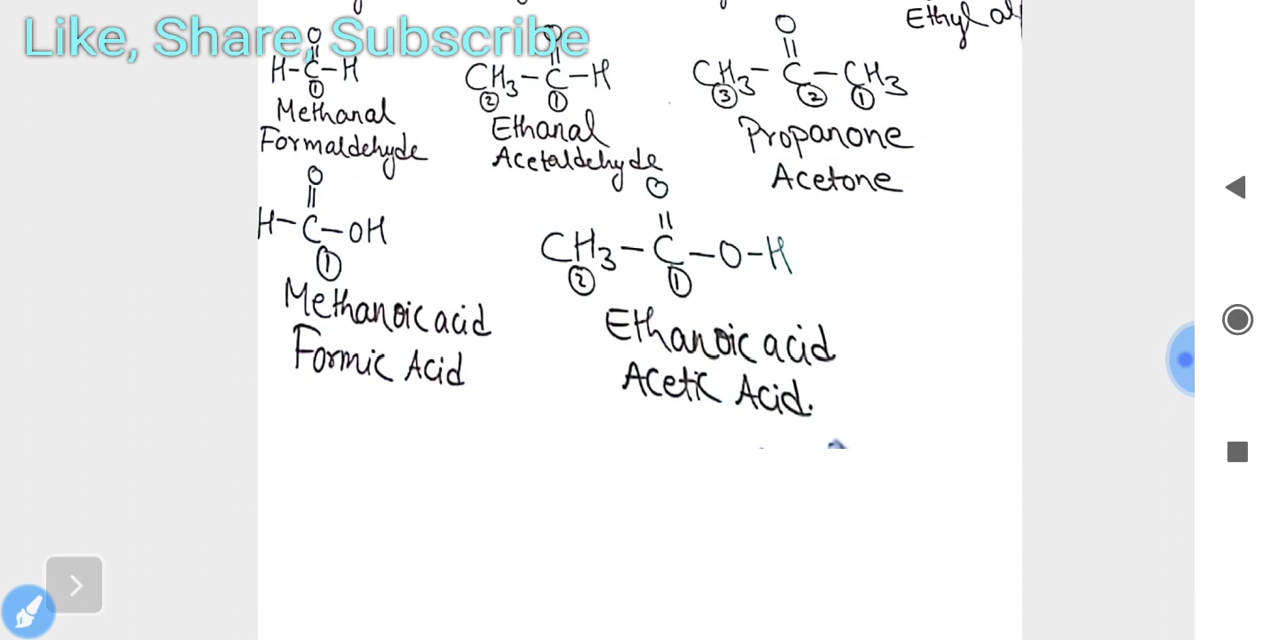 Ethyl al
Like, Share, Subscribe
O
||
H-C-H
①
Methanal
Formaldehyde
O
||
CH3-C-H
② ①
Ethanal
Acetaldehyde
O
||
CH3-C-CH3
③ ② ①
Propanone
Acetone
O
||
H-C-OH
①
Methanoic acid
Formic Acid
O
||
CH3-C-O-H
② ①
Ethanoic acid
Acetic Acid.